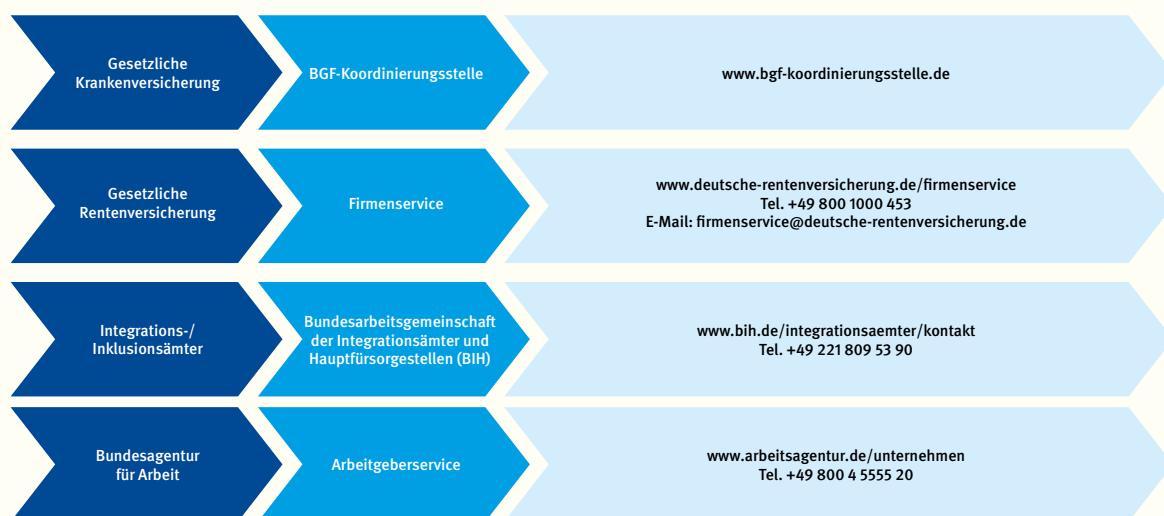 Gesetzliche
Krankenversicherung
BGF-Koordinierungsstelle
www.bgf-koordinierungsstelle.de
Gesetzliche
Rentenversicherung
Firmenservice
www.deutsche-rentenversicherung.de/firmenservice
Tel. +49 800 1000 453
E-Mail: firmenservice@deutsche-rentenversicherung.de
Integrations-/
Inklusionsämter
Bundesarbeitsgemeinschaft
der Integrationsämter und
Hauptfürsorgestellen (BIH)
www.bih.de/integrationsaemter/kontakt
Tel. +49 221 809 53 90
Bundesagentur
für Arbeit
Arbeitgeberservice
www.arbeitsagentur.de/unternehmen
Tel. +49 800 4 5555 20